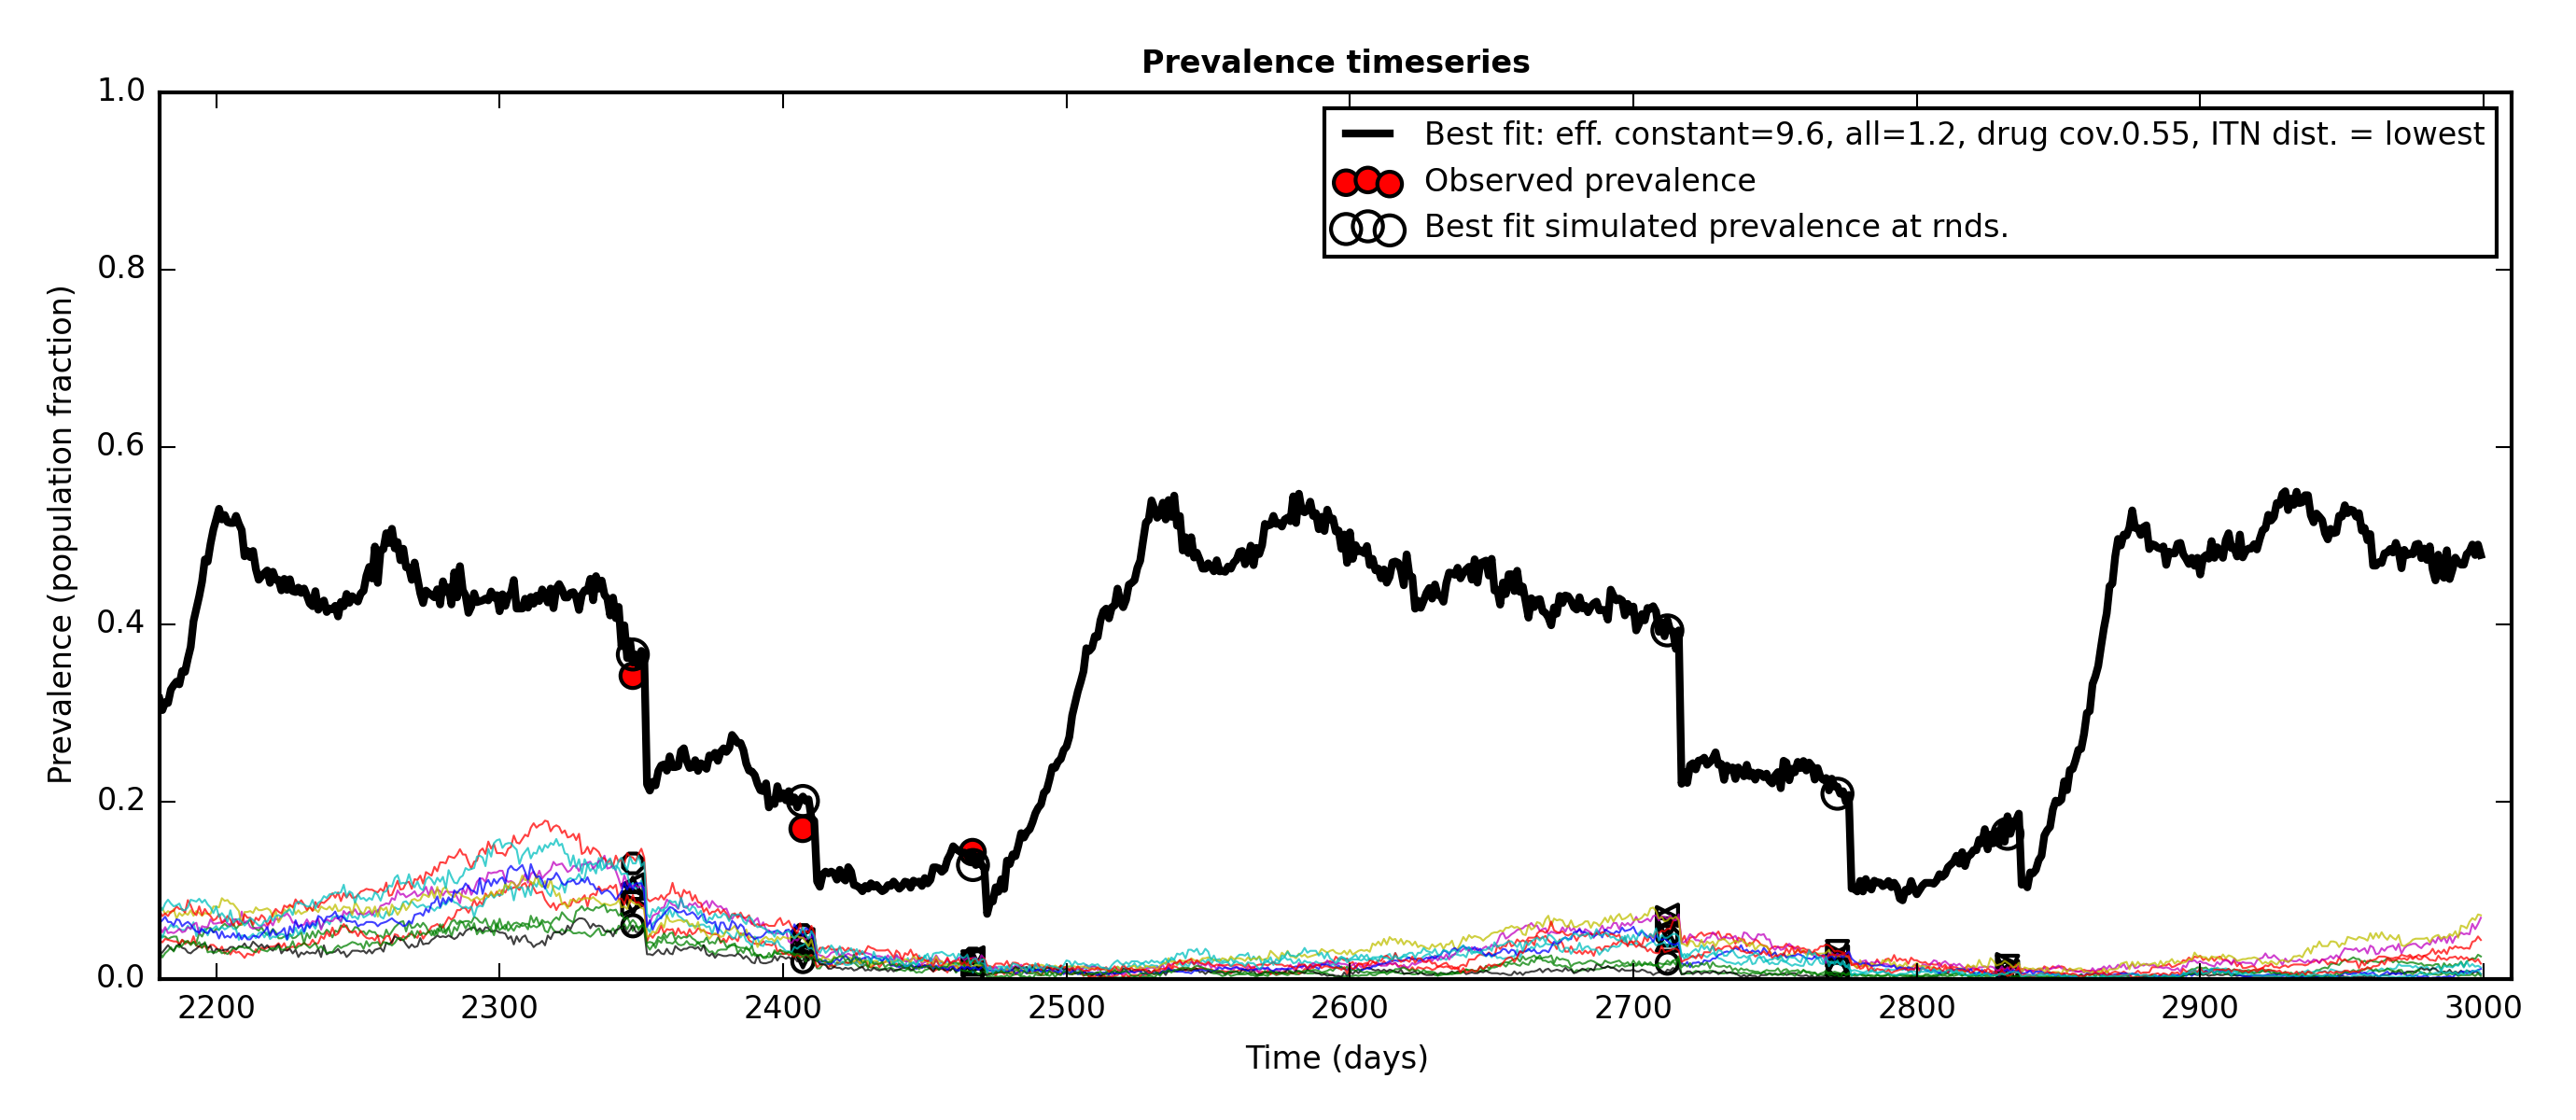 Prevalence timeseries
1.0
0.8
0.6
0.4
0.2
0.0
Prevalence (population fraction)
Best fit: eff. constant=9.6, all=1.2, drug cov.0.55, ITN dist. = lowest
Observed prevalence
Best fit simulated prevalence at rnds.
2200 2300 2400 2500 2600 2700 2800 2900 3000
Time (days)